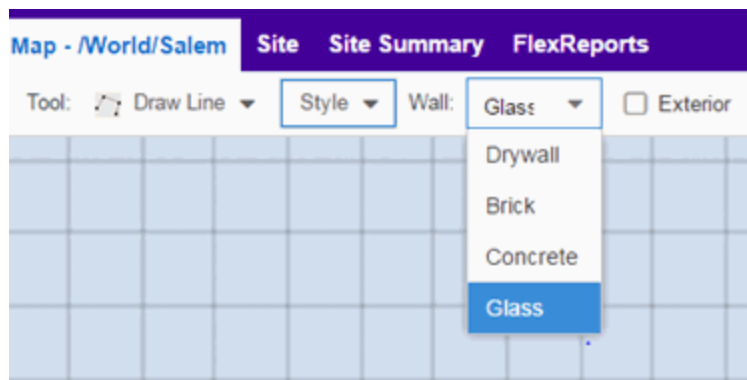 Map - /World/Salem Site Site Summary FlexReports
Tool: Draw Line Style Wall: Glass Exterior
Drywall
Brick
Concrete
Glass